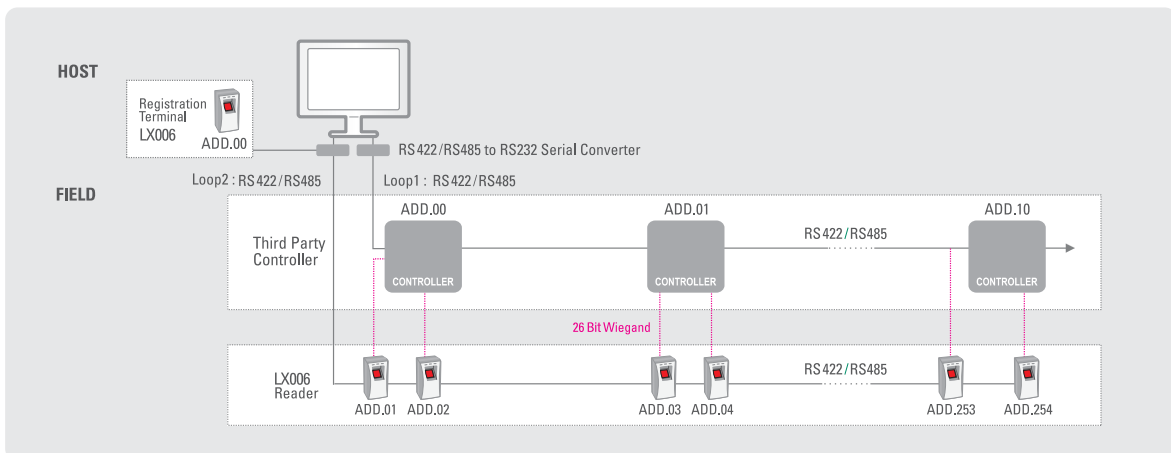 HOST
Registration
Terminal
LX006
ADD.00
RS422/RS485 to RS232 Serial Converter
Loop2 : RS422/RS485
Loop1 : RS422/RS485
FIELD
ADD.00
ADD.01
ADD.10
Third Party
Controller
RS422/RS485
CONTROLLER
CONTROLLER
CONTROLLER
26 Bit Wiegand
LX006
Reader
RS422/RS485
ADD.01
ADD.02
ADD.03
ADD.04
ADD.253
ADD.254